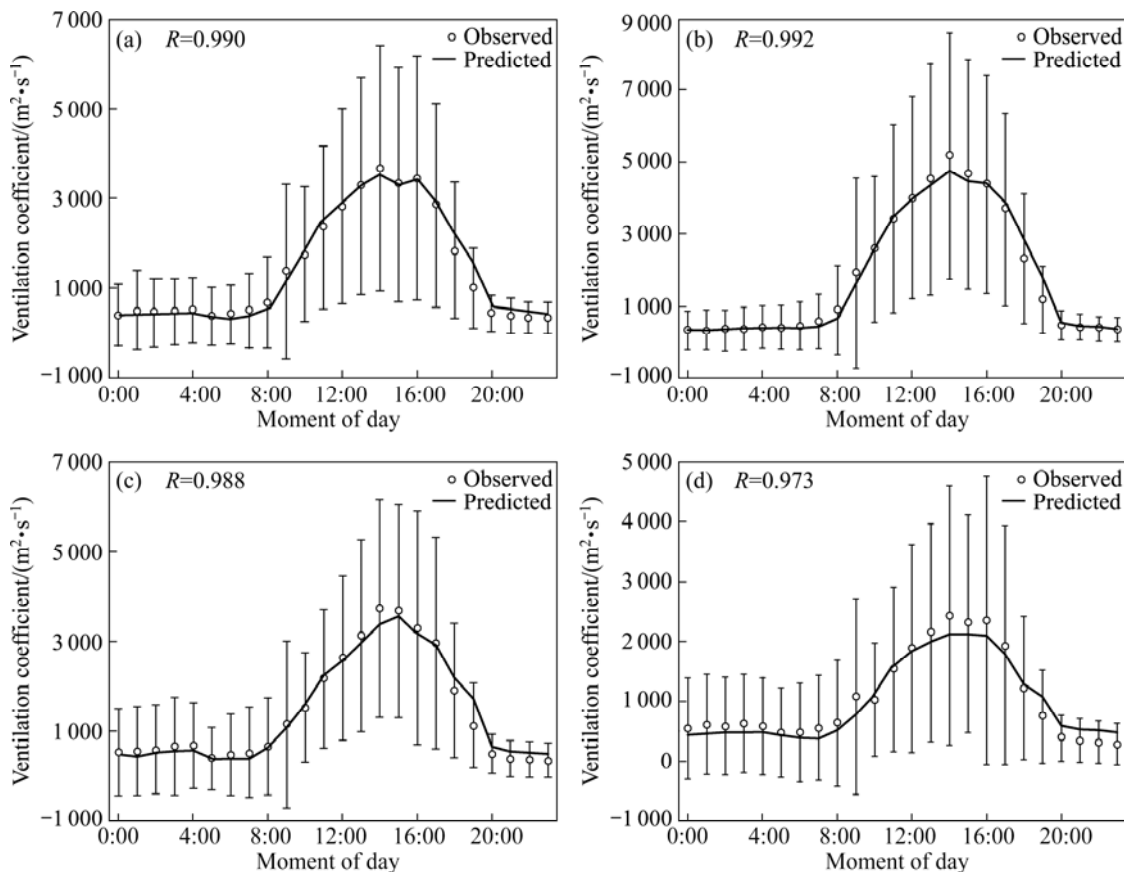 (a) R=0.990
Observed
Predicted
7 000
5 000
3 000
1 000
−1 000
Ventilation coefficient/(m²•s⁻¹)
0:00 4:00 8:00 12:00 16:00 20:00
Moment of day
(b) R=0.992
Observed
Predicted
9 000
7 000
5 000
3 000
1 000
−1 000
Ventilation coefficient/(m²•s⁻¹)
0:00 4:00 8:00 12:00 16:00 20:00
Moment of day
(c) R=0.988
Observed
Predicted
7 000
5 000
3 000
1 000
−1 000
Ventilation coefficient/(m²•s⁻¹)
0:00 4:00 8:00 12:00 16:00 20:00
Moment of day
(d) R=0.973
Observed
Predicted
5 000
4 000
3 000
2 000
1 000
0
−1 000
Ventilation coefficient/(m²•s⁻¹)
0:00 4:00 8:00 12:00 16:00 20:00
Moment of day